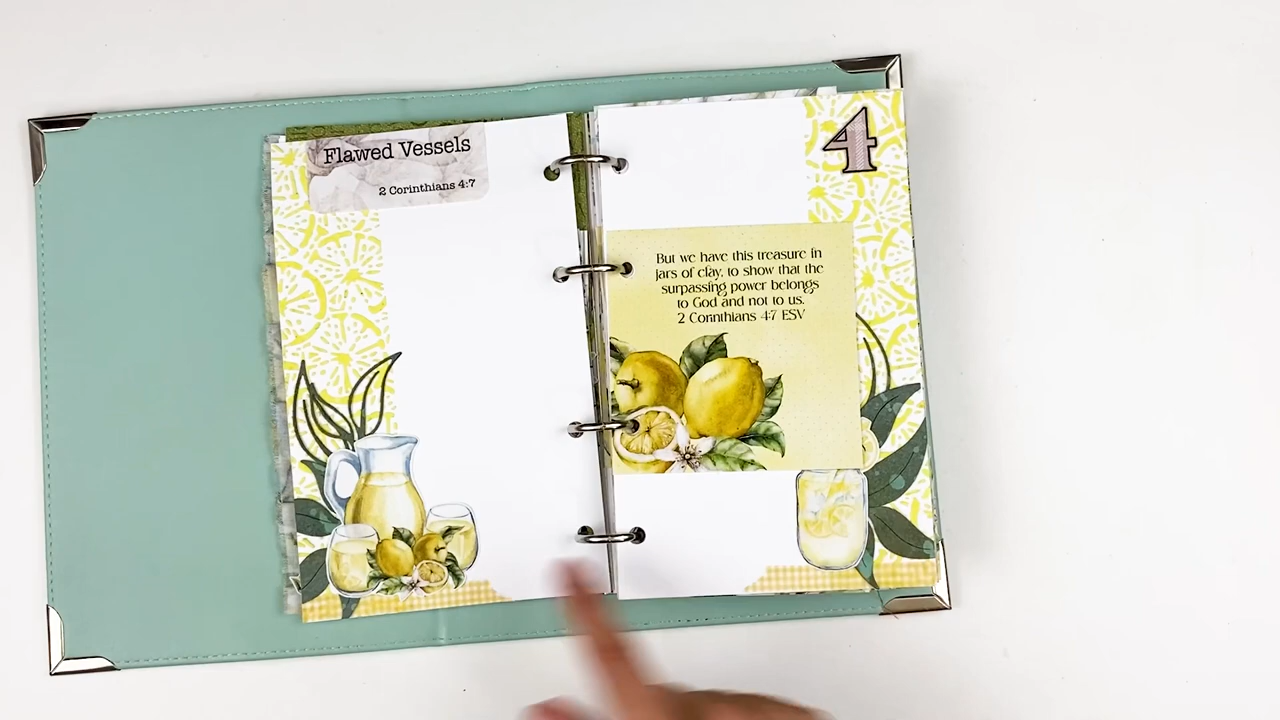 Flawed Vessels
2 Corinthians 4:7
4
But we have this treasure in
jars of clay, to show that the
surpassing power belongs
to God and not to us.
2 Corinthians 4:7 ESV